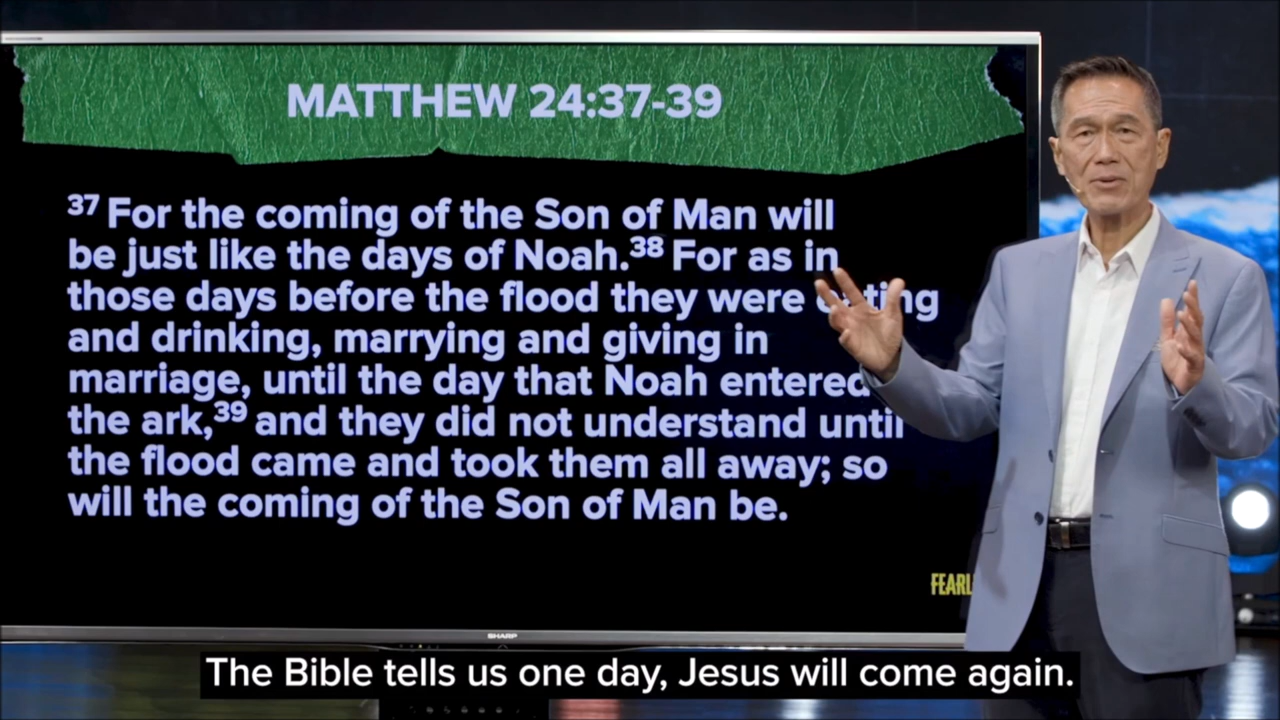 MATTHEW 24:37-39
37 For the coming of the Son of Man will
be just like the days of Noah.38 For as in
those days before the flood they were eating
and drinking, marrying and giving in
marriage, until the day that Noah entered
the ark,39 and they did not understand until
the flood came and took them all away; so
will the coming of the Son of Man be.
SHARP
The Bible tells us one day, Jesus will come again.